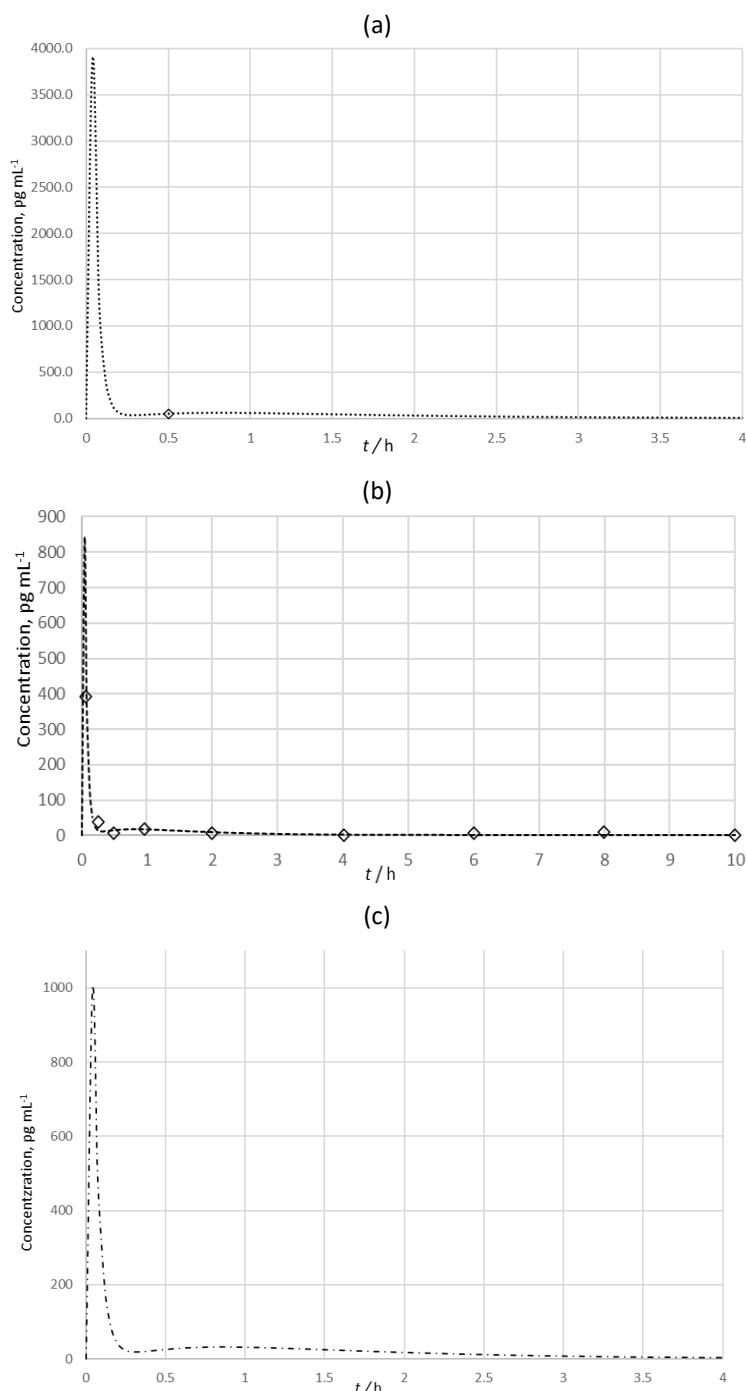 (a)
Concentration, pg mL-1
4000.0
3500.0
3000.0
2500.0
2000.0
1500.0
1000.0
500.0
0.0
0 0.5 1 1.5 2 2.5 3 3.5 4
t / h
(b)
Concentration, pg mL-1
900
800
700
600
500
400
300
200
100
0
0 1 2 3 4 5 6 7 8 9 10
t / h
(c)
Concentzration, pg mL-1
1000
800
600
400
200
0
0 0.5 1 1.5 2 2.5 3 3.5 4
t / h